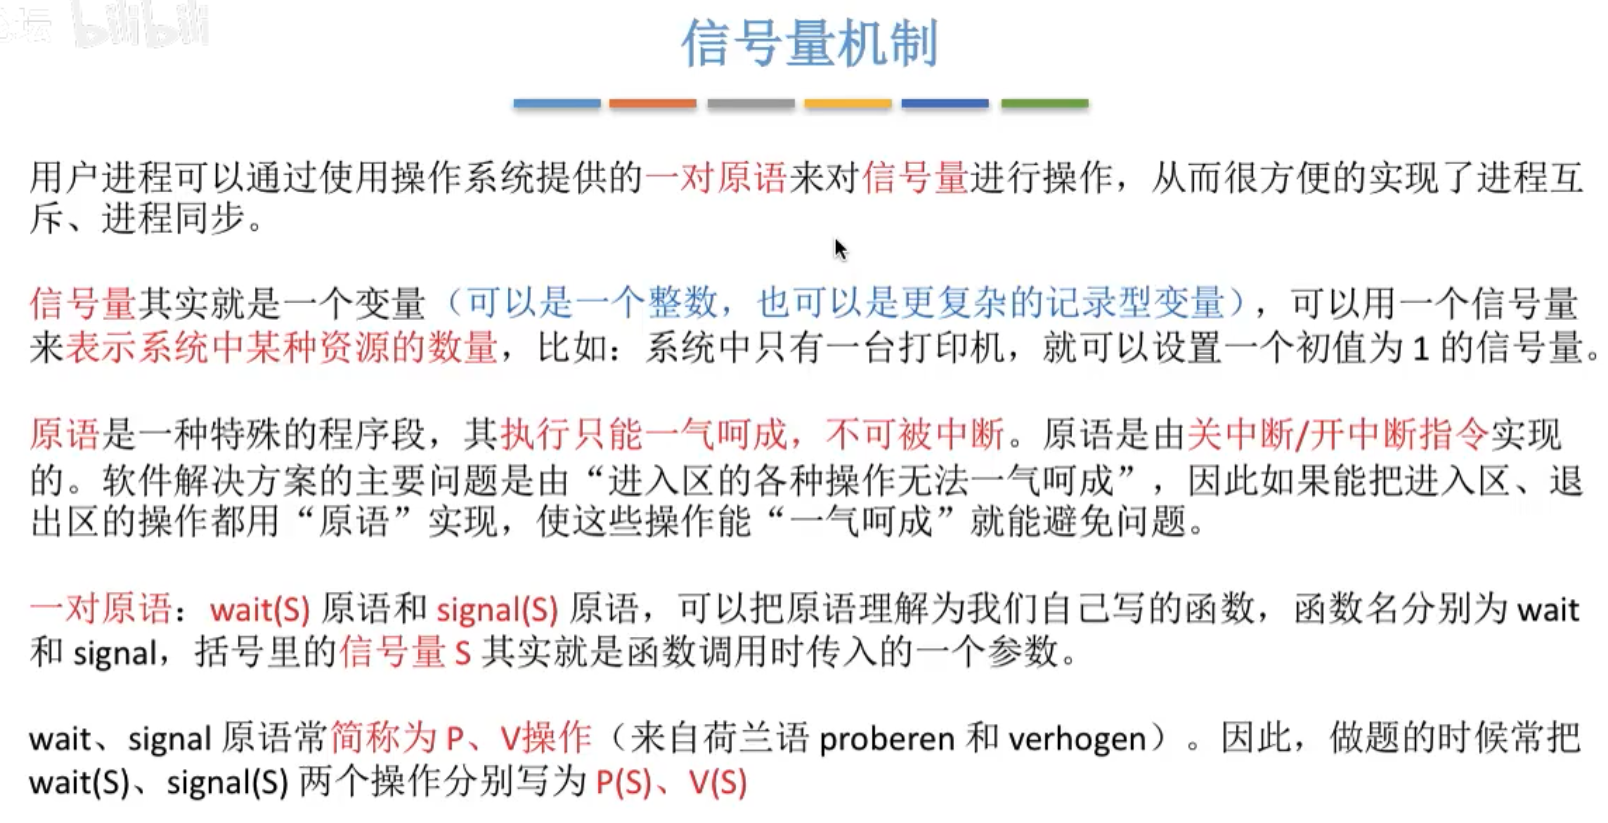 坛 bilibili
信号量机制
用户进程可以通过使用操作系统提供的一对原语来对信号量进行操作，从而很方便的实现了进程互
斥、进程同步。
信号量其实就是一个变量（可以是一个整数，也可以是更复杂的记录型变量），可以用一个信号量
来表示系统中某种资源的数量，比如：系统中只有一台打印机，就可以设置一个初值为 1 的信号量。
原语是一种特殊的程序段，其执行只能一气呵成，不可被中断。原语是由关中断/开中断指令实现
的。软件解决方案的主要问题是由“进入区的各种操作无法一气呵成”，因此如果能把进入区、退
出区的操作都用“原语”实现，使这些操作能“一气呵成”就能避免问题。
一对原语：wait(S) 原语和 signal(S) 原语，可以把原语理解为我们自己写的函数，函数名分别为 wait
和 signal，括号里的信号量 S 其实就是函数调用时传入的一个参数。
wait、signal 原语常简称为 P、V操作（来自荷兰语 proberen 和 verhogen）。因此，做题的时候常把
wait(S)、signal(S) 两个操作分别写为 P(S)、V(S)